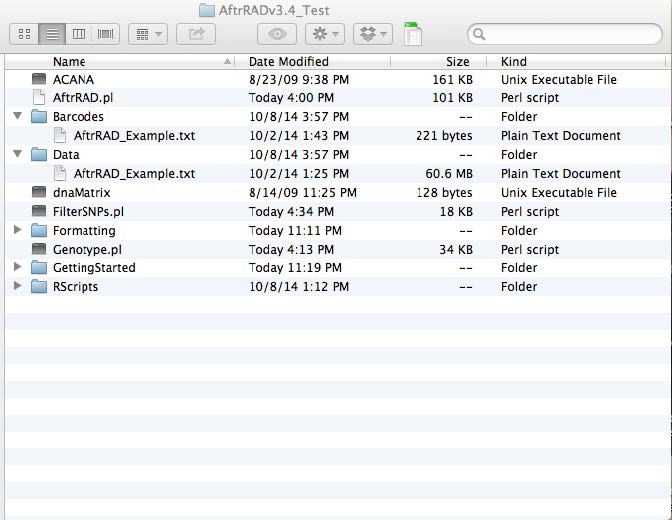 AftrRADv3.4_Test
Name Date Modified Size Kind
ACANA 8/23/09 9:38 PM 161 KB Unix Executable File
AftrRAD.pl Today 4:00 PM 101 KB Perl script
Barcodes 10/8/14 3:57 PM -- Folder
AftrRAD_Example.txt 10/2/14 1:43 PM 221 bytes Plain Text Document
Data 10/8/14 3:57 PM -- Folder
AftrRAD_Example.txt 10/2/14 1:25 PM 60.6 MB Plain Text Document
dnaMatrix 8/14/09 11:25 PM 128 bytes Unix Executable File
FilterSNPs.pl Today 4:34 PM 18 KB Perl script
Formatting Today 11:11 PM -- Folder
Genotype.pl Today 4:13 PM 34 KB Perl script
GettingStarted Today 11:19 PM -- Folder
RScripts 10/8/14 1:12 PM -- Folder